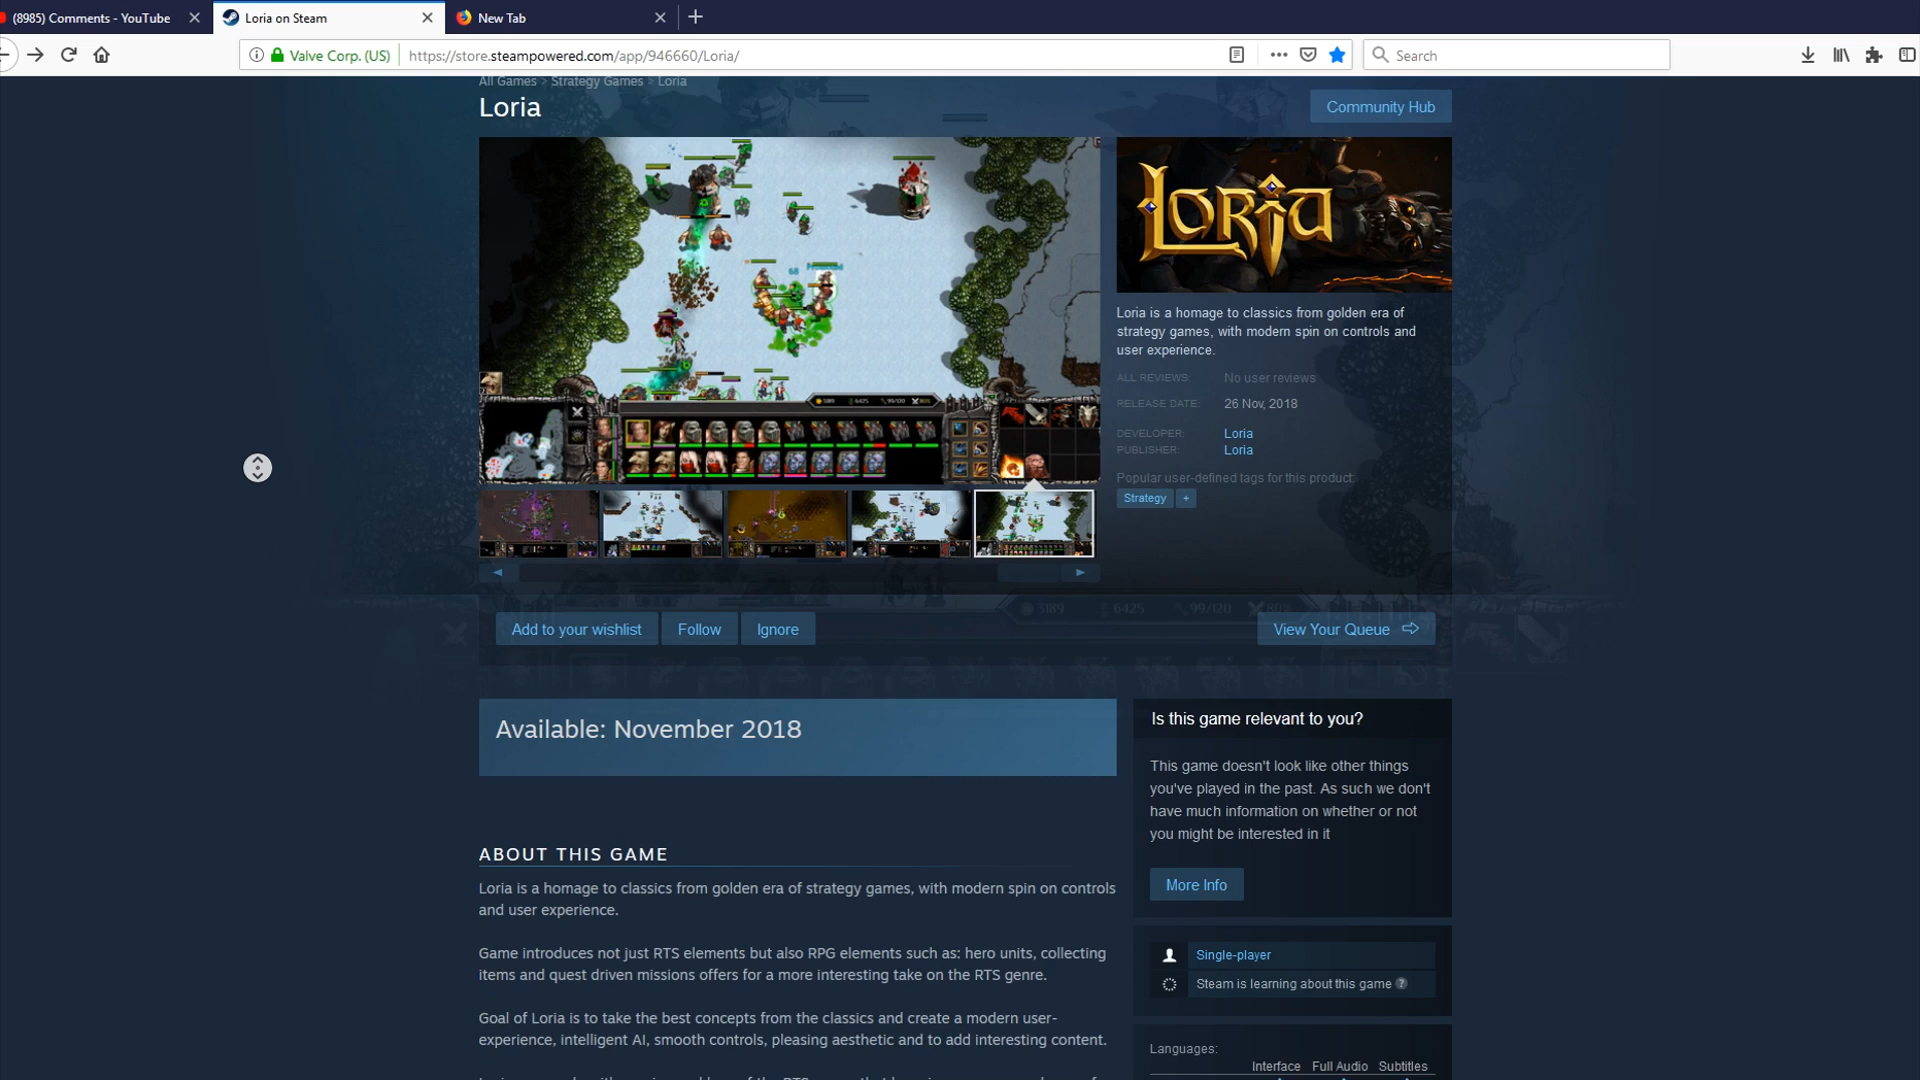 (8985) Comments - YouTube
Loria on Steam
New Tab
Valve Corp. (US)
https://store.steampowered.com/app/946660/Loria/
Search
All Games > Strategy Games > Loria
Loria
Community Hub
LORIA
Loria is a homage to classics from golden era of
strategy games, with modern spin on controls and
user experience.
ALL REVIEWS: No user reviews
RELEASE DATE: 26 Nov, 2018
DEVELOPER: Loria
PUBLISHER: Loria
Popular user-defined tags for this product:
Strategy +
5189 6425 99/120 80%
Add to your wishlist
Follow
Ignore
View Your Queue
Available: November 2018
Is this game relevant to you?
This game doesn't look like other things
you've played in the past. As such we don't
have much information on whether or not
you might be interested in it
More Info
ABOUT THIS GAME
Loria is a homage to classics from golden era of strategy games, with modern spin on controls
and user experience.
Game introduces not just RTS elements but also RPG elements such as: hero units, collecting
items and quest driven missions offers for a more interesting take on the RTS genre.
Goal of Loria is to take the best concepts from the classics and create a modern user-
experience, intelligent AI, smooth controls, pleasing aesthetic and to add interesting content.
Single-player
Steam is learning about this game ?
Languages:
Interface Full Audio Subtitles